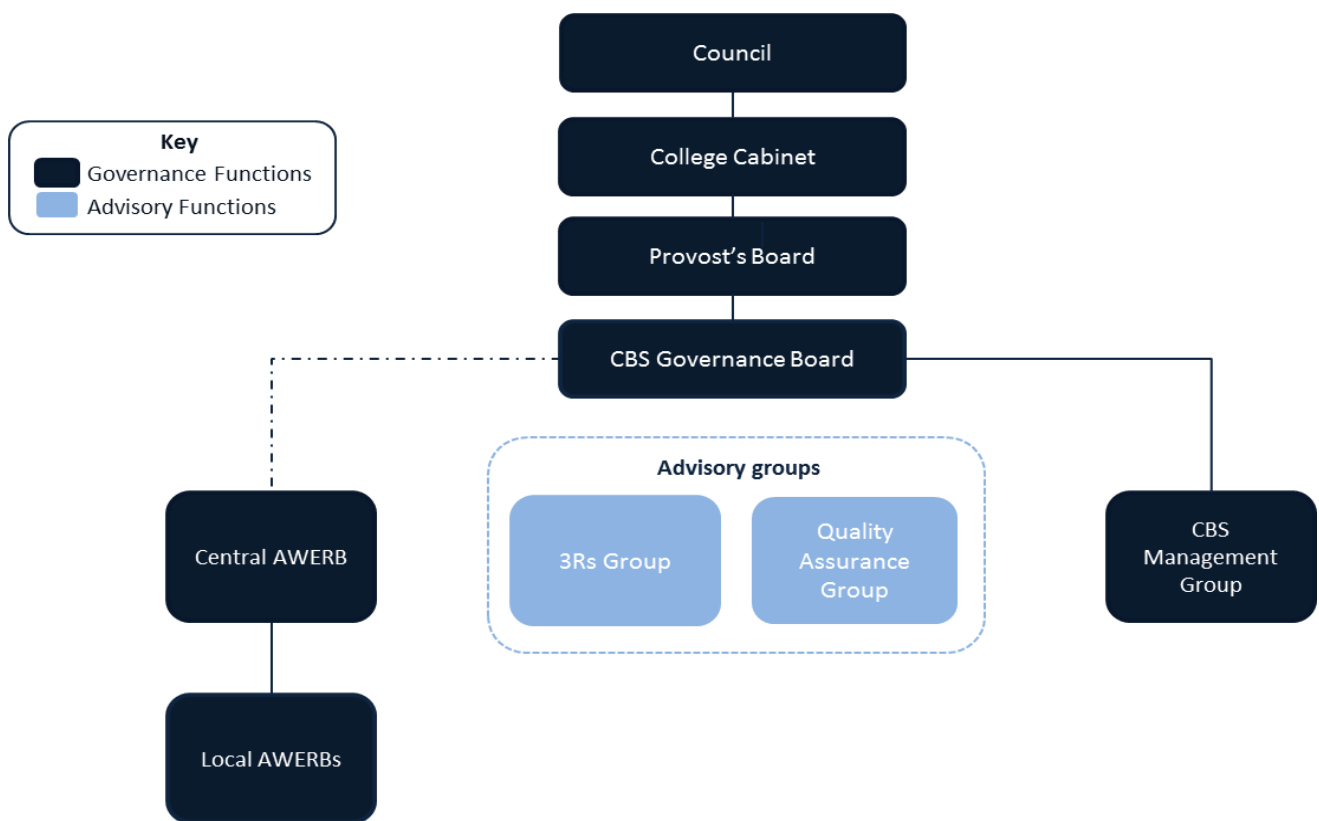 Council
Key
Governance Functions
Advisory Functions
College Cabinet
Provost’s Board
CBS Governance Board
Advisory groups
Central AWERB
3Rs Group
Quality
Assurance
Group
CBS
Management
Group
Local AWERBs